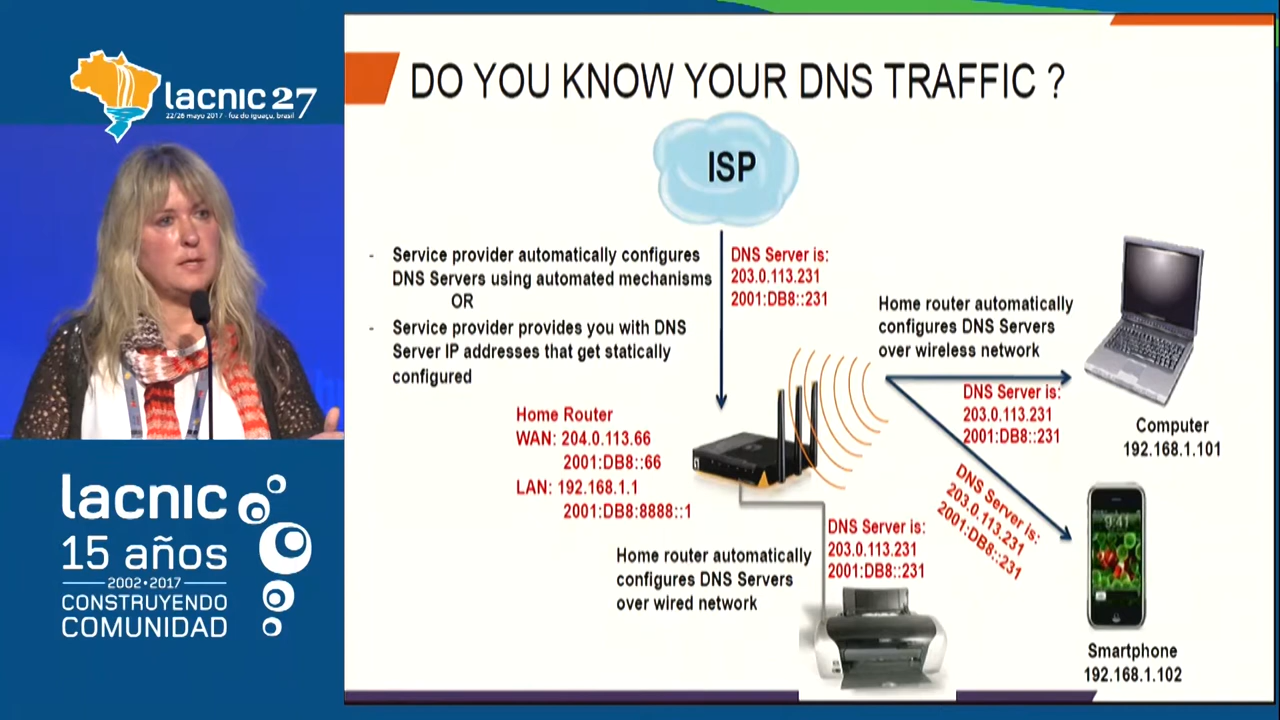 lacnic 27
22/26 mayo 2017 - foz do iguaçu, brasil
lacnic
15 años
2002•2017
CONSTRUYENDO
COMUNIDAD
DO YOU KNOW YOUR DNS TRAFFIC ?
ISP
- Service provider automatically configures
DNS Servers using automated mechanisms
OR
- Service provider provides you with DNS
Server IP addresses that get statically
configured
DNS Server is:
203.0.113.231
2001:DB8::231
Home router automatically
configures DNS Servers
over wireless network
DNS Server is:
203.0.113.231
2001:DB8::231
Computer
192.168.1.101
Home Router
WAN: 204.0.113.66
2001:DB8::66
LAN: 192.168.1.1
2001:DB8:8888::1
DNS Server is:
203.0.113.231
2001:DB8::231
Home router automatically
configures DNS Servers
over wired network
DNS Server is:
203.0.113.231
2001:DB8::231
9:41
Smartphone
192.168.1.102